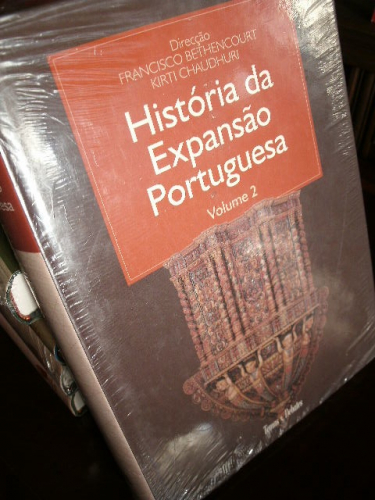 Direcção
FRANCISCO BETHENCOURT
KIRTI CHAUDHURI
História da
Expansão
Portuguesa
Volume 2